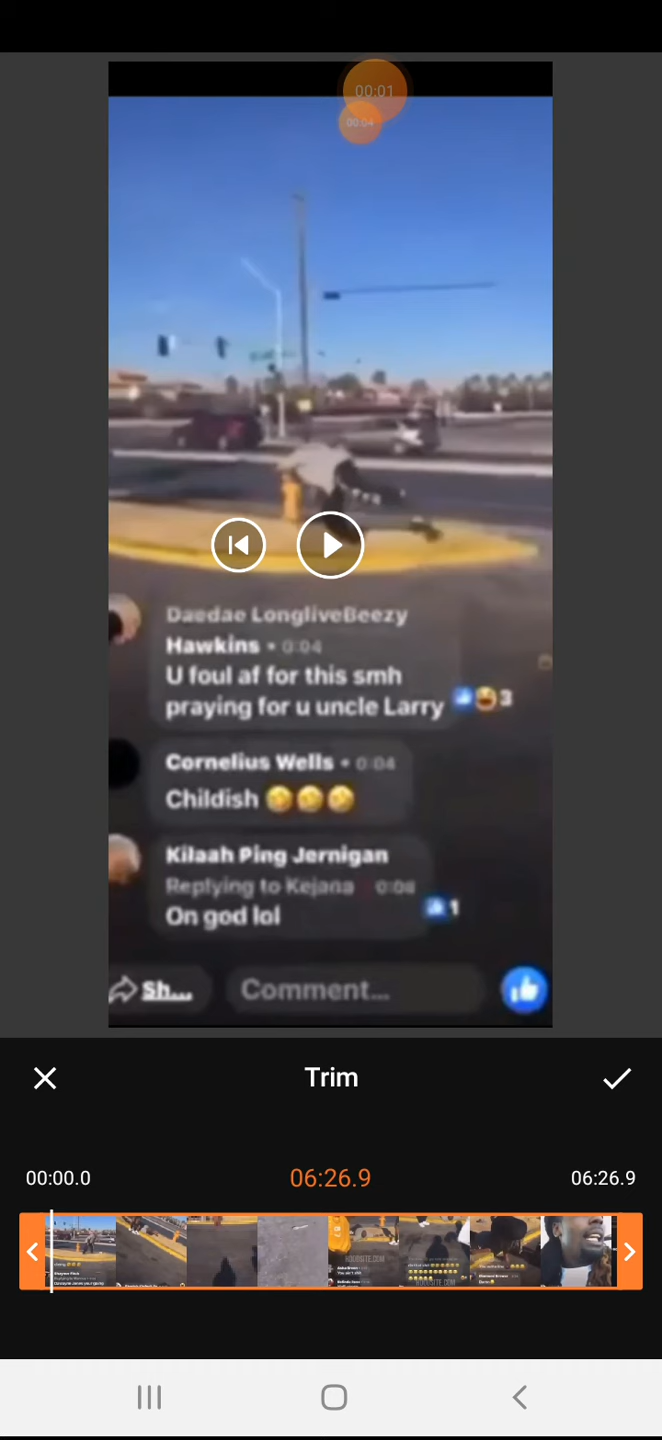 00:01
00:04
Daedae LongliveBeezy
Hawkins • 0:04
U foul af for this smh
praying for u uncle Larry
3
Cornelius Wells • 0:04
Childish 🤣🤣🤣
Kilaah Ping Jernigan
Replying to Kejana 0:08
On god lol
1
Sh...
Comment...
Trim
00:00.0
06:26.9
06:26.9